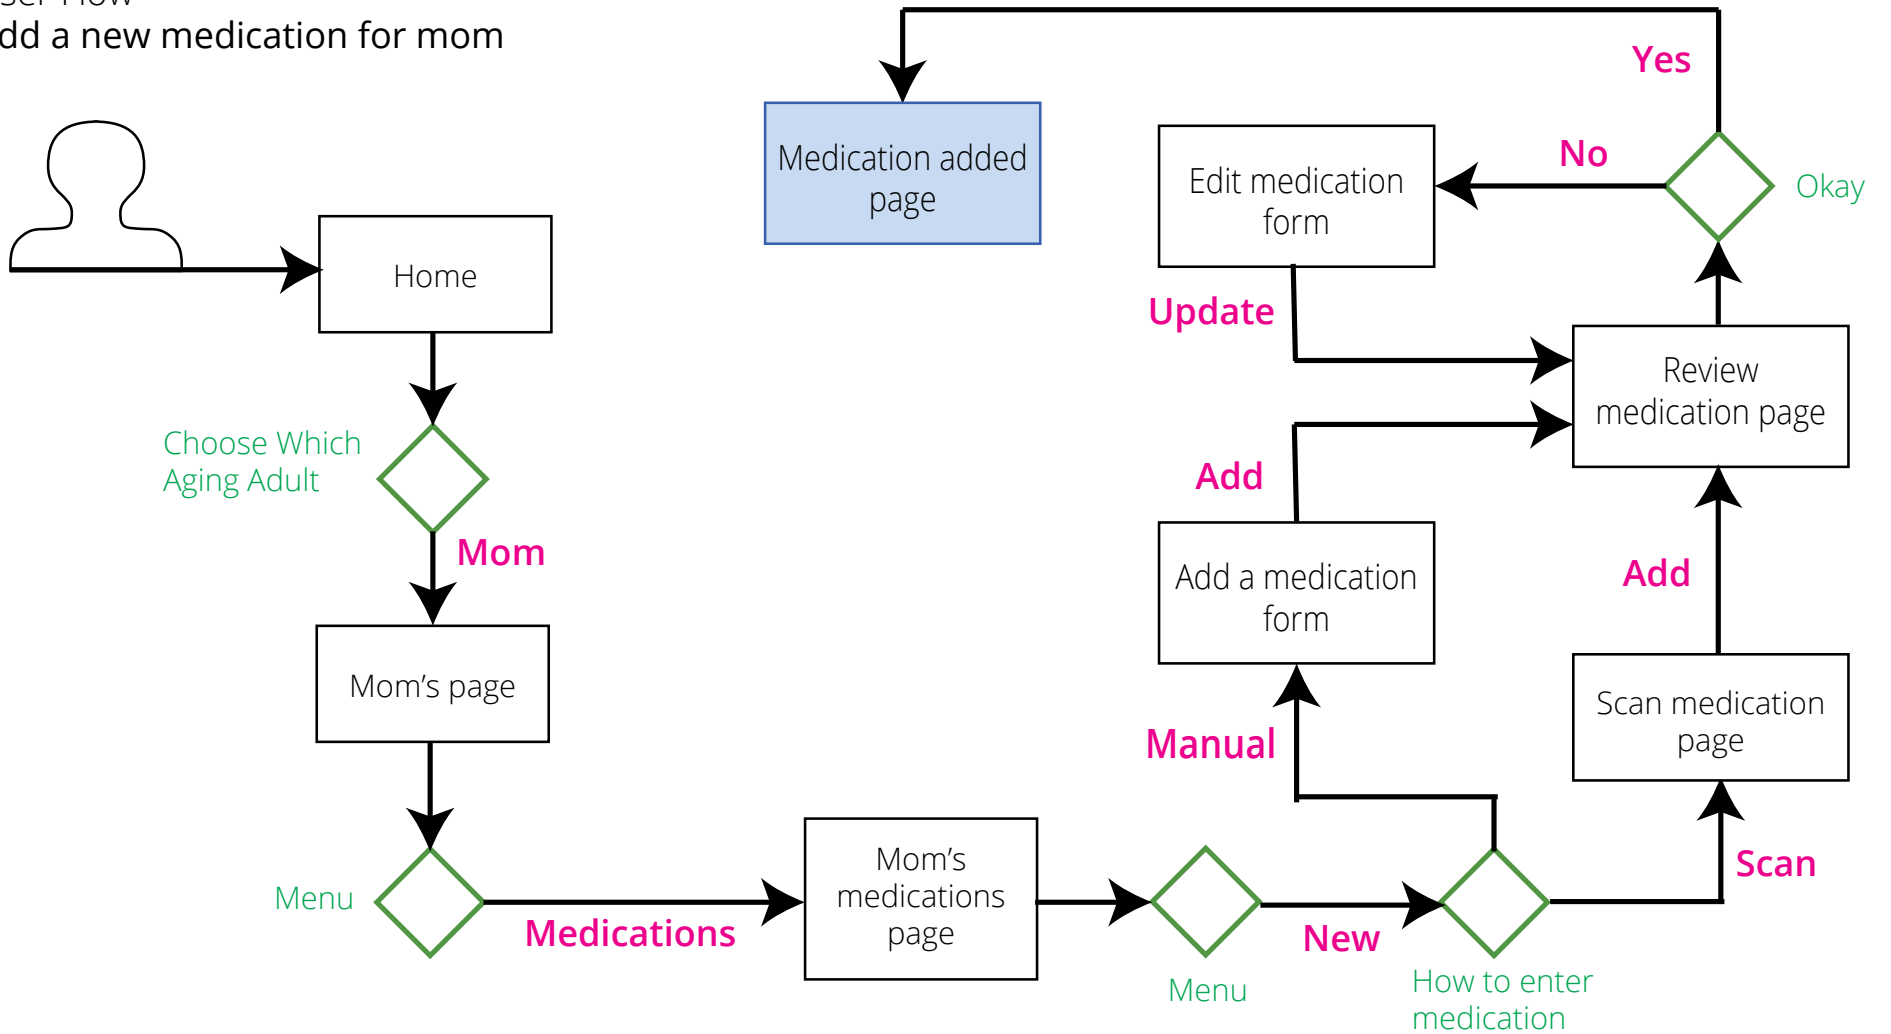 ser Flow
dd a new medication for mom
Home
Choose Which
Aging Adult
Mom
Mom’s page
Menu
Medications
Mom’s
medications
page
Menu
New
How to enter
medication
Manual
Add a medication
form
Add
Scan
Scan medication
page
Add
Review
medication page
Okay
No
Edit medication
form
Update
Yes
Medication added
page